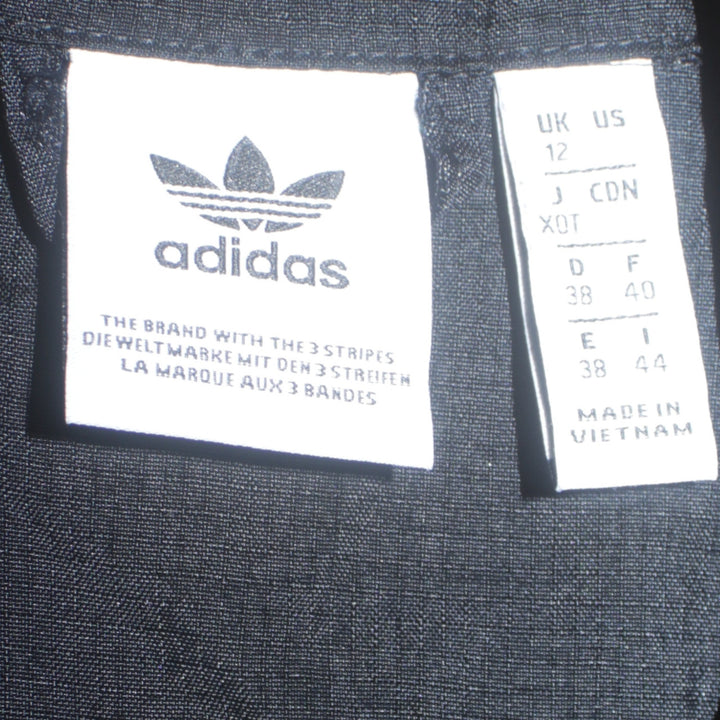 adidas
THE BRAND WITH THE 3 STRIPES
DIE WELTMARKE MIT DEN 3 STREIFEN
LA MARQUE AUX 3 BANDES
UK US
12
J CDN
XOT
D F
38 40
E I
38 44
MADE IN
VIETNAM